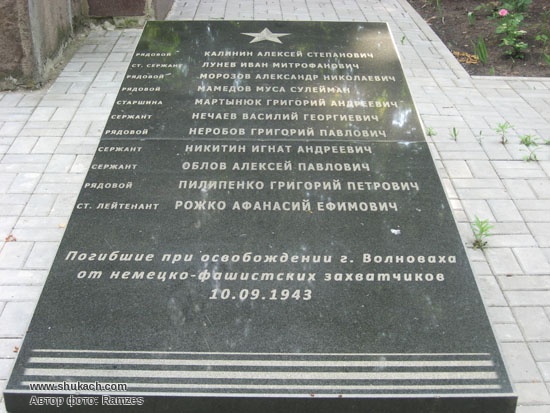 РЯДОВОЙ КАЛИНИН АЛЕКСЕЙ СТЕПАНОВИЧ
СТ. СЕРЖАНТ ЛУНЕВ ИВАН МИТРОФАНОВИЧ
РЯДОВОЙ МОРОЗОВ АЛЕКСАНДР НИКОЛАЕВИЧ
РЯДОВОЙ МАМЕДОВ МУСА СУЛЕЙМАН
СТАРШИНА МАРТЫНЮК ГРИГОРИЙ АНДРЕЕВИЧ
СЕРЖАНТ НЕЧАЕВ ВАСИЛИЙ ГЕОРГИЕВИЧ
РЯДОВОЙ НЕРОБОВ ГРИГОРИЙ ПАВЛОВИЧ
СЕРЖАНТ НИКИТИН ИГНАТ АНДРЕЕВИЧ
СЕРЖАНТ ОБЛОВ АЛЕКСЕЙ ПАВЛОВИЧ
РЯДОВОЙ ПИЛИПЕНКО ГРИГОРИЙ ПЕТРОВИЧ
СТ. ЛЕЙТЕНАНТ РОЖКО АФАНАСИЙ ЕФИМОВИЧ
Погибшие при освобождении г. Волноваха
от немецко-фашистских захватчиков
10.09.1943
www.shukach.com
Автор фото: Ramzes